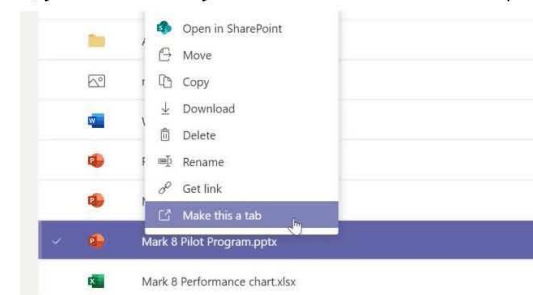 Open in SharePoint
Move
Copy
Download
Delete
Rename
Get link
Make this a tab
Mark 8 Pilot Program.pptx
Mark 8 Performance chart.xlsx